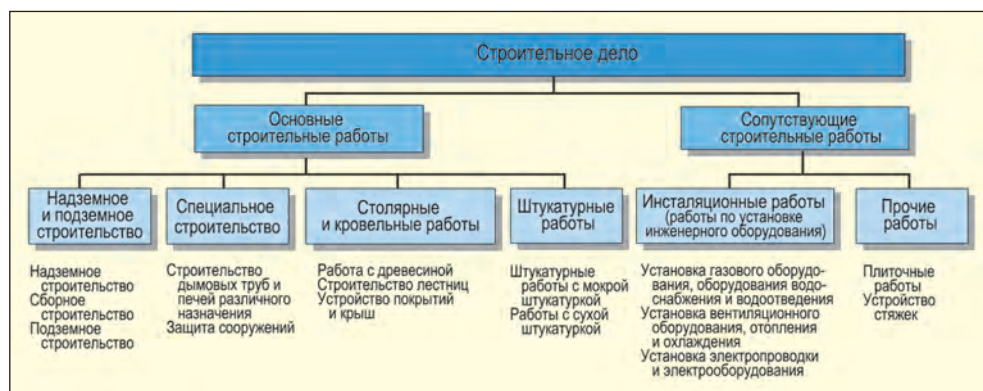 Строительное дело
Основные
строительные работы
Сопутствующие
строительные работы
Надземное
и подземное
строительство
Специальное
строительство
Столярные
и кровельные работы
Штукатурные
работы
Инсталяционные работы
(работы по установке
инженерного оборудования)
Прочие
работы
Надземное
строительство
Сборное
строительство
Подземное
строительство
Строительство
дымовых труб и
печей различного
назначения
Защита сооружений
Работа с древесиной
Строительство лестниц
Устройство покрытий
и крыш
Штукатурные
работы с мокрой
штукатуркой
Работы с сухой
штукатуркой
Установка газового оборудо-
вания, оборудования водо-
снабжения и водоотведения
Установка вентиляционного
оборудования, отопления
и охлаждения
Установка электропроводки
и электрооборудования
Плиточные
работы
Устройство
стяжек